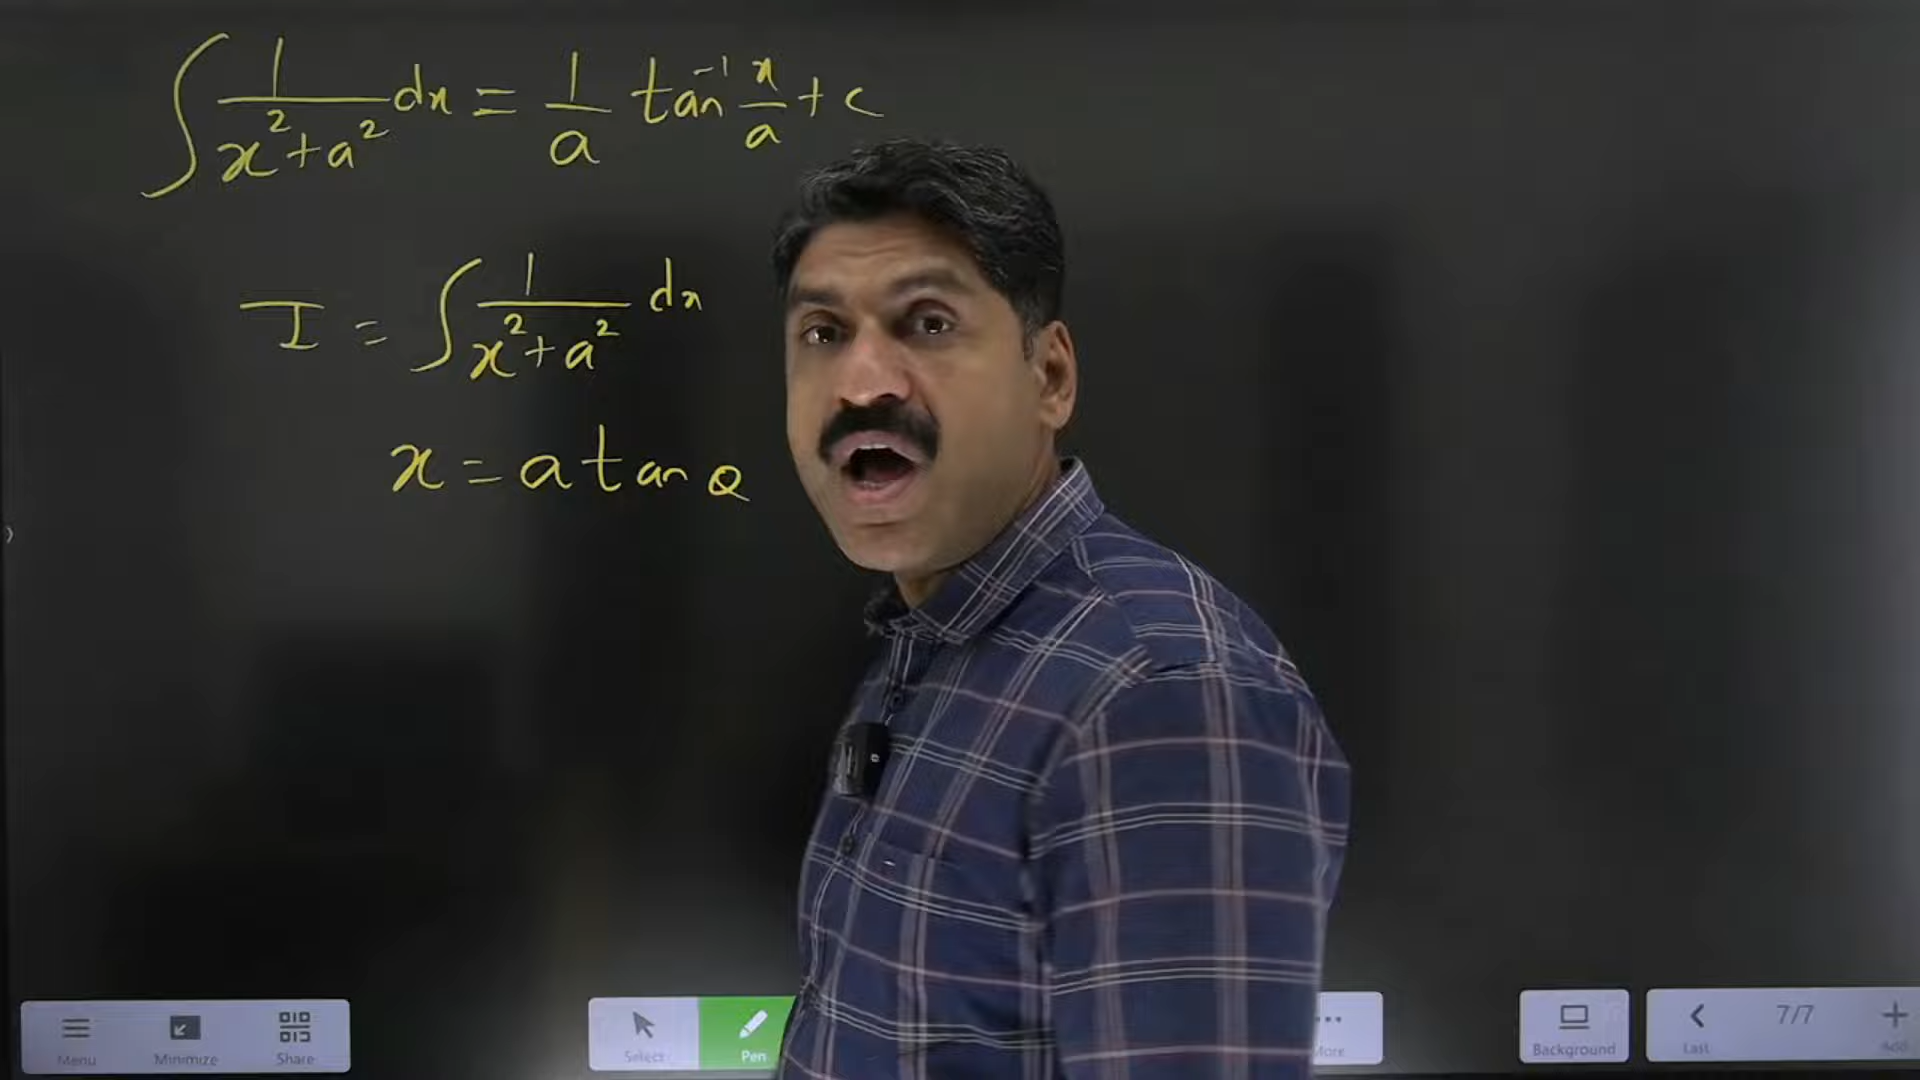 ∫ 1/(x²+a²) dx = 1/a tan⁻¹ x/a + c
I = ∫ 1/(x²+a²) dx
x = a tan θ
Menu
Minimize
Share
Select
Pen
More
Background
Last
7/7
Add